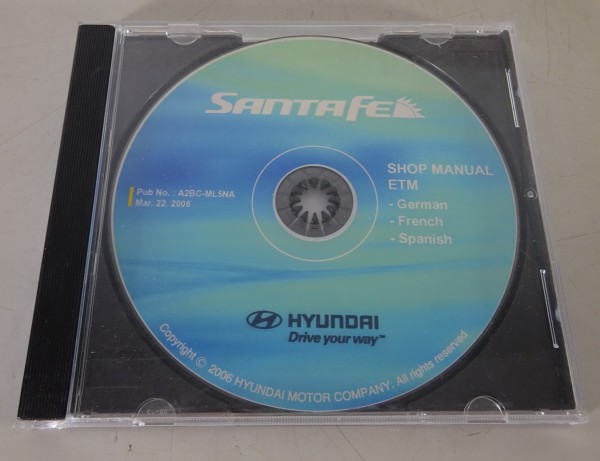 SANTA FE
SHOP MANUAL
ETM
- German
- French
- Spanish
Pub No. : A2BC-ML5NA
Mar. 22. 2006
HYUNDAI
Drive your way™
Copyright © 2006 HYUNDAI MOTOR COMPANY. All rights reserved